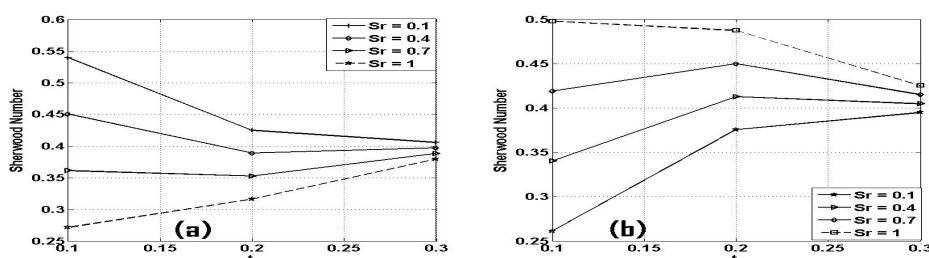 Sherwood Number
0.6
0.55
0.5
0.45
0.4
0.35
0.3
0.25
0.1
0.15
0.2
0.25
0.3
Sr = 0.1
Sr = 0.4
Sr = 0.7
Sr = 1
(a)
Sherwood Number
0.5
0.45
0.4
0.35
0.3
0.25
0.1
0.15
0.2
0.25
0.3
Sr = 0.1
Sr = 0.4
Sr = 0.7
Sr = 1
(b)